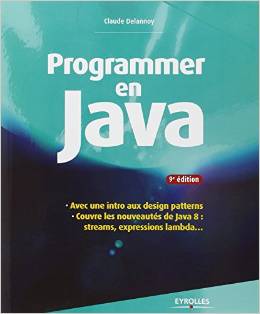 Claude Delannoy
Programmer
en
Java
9e édition
• Avec une intro aux design patterns
• Couvre les nouveautés de Java 8 :
streams, expressions lambda...
EYROLLES